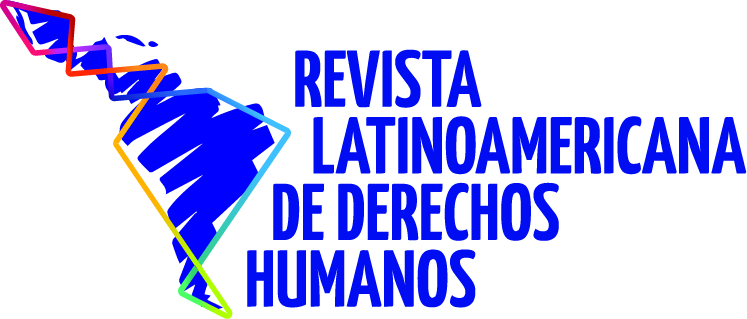 REVISTA
LATINOAMERICANA
DE DERECHOS
HUMANOS